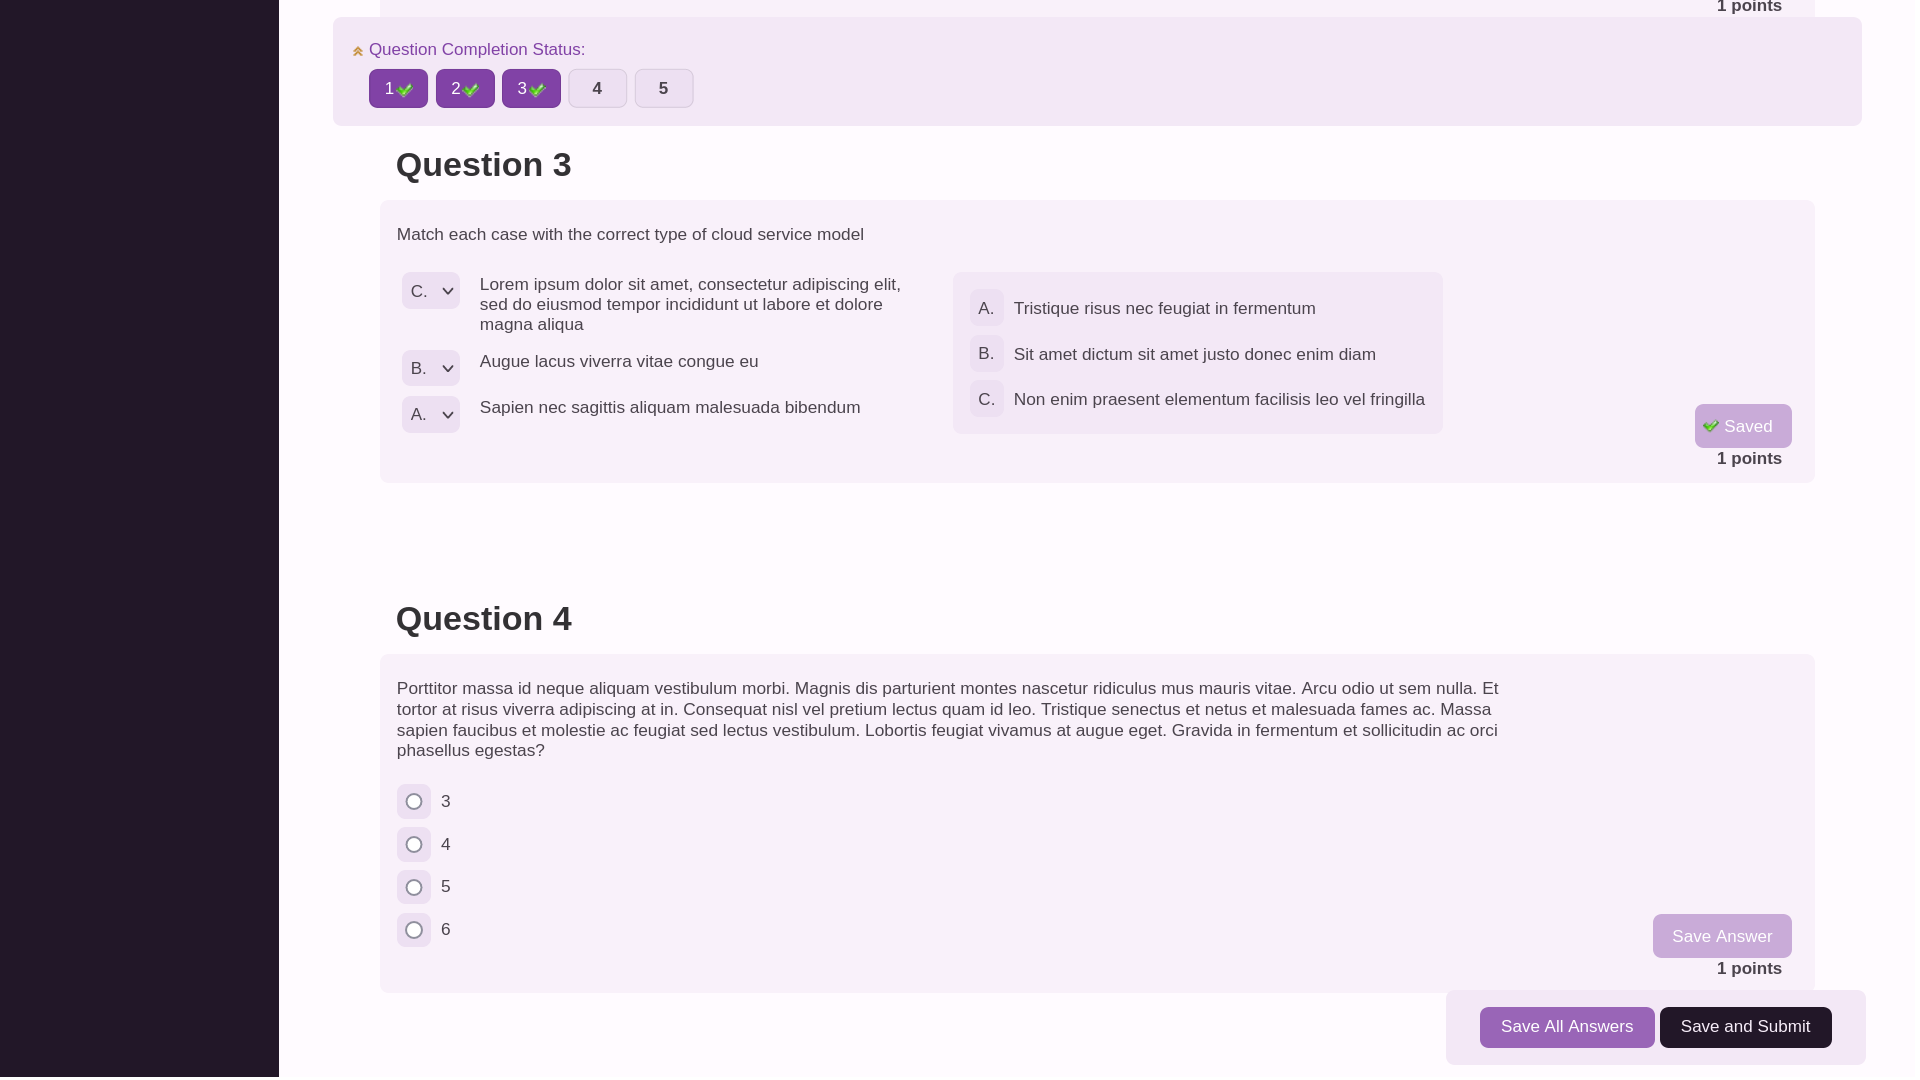 1 points
Question Completion Status:
1 2 3 4 5
Question 3
Match each case with the correct type of cloud service model
C. Lorem ipsum dolor sit amet, consectetur adipiscing elit,
sed do eiusmod tempor incididunt ut labore et dolore
magna aliqua
B. Augue lacus viverra vitae congue eu
A. Sapien nec sagittis aliquam malesuada bibendum
A. Tristique risus nec feugiat in fermentum
B. Sit amet dictum sit amet justo donec enim diam
C. Non enim praesent elementum facilisis leo vel fringilla
Saved
1 points
Question 4
Porttitor massa id neque aliquam vestibulum morbi. Magnis dis parturient montes nascetur ridiculus mus mauris vitae. Arcu odio ut sem nulla. Et
tortor at risus viverra adipiscing at in. Consequat nisl vel pretium lectus quam id leo. Tristique senectus et netus et malesuada fames ac. Massa
sapien faucibus et molestie ac feugiat sed lectus vestibulum. Lobortis feugiat vivamus at augue eget. Gravida in fermentum et sollicitudin ac orci
phasellus egestas?
3
4
5
6
Save Answer
1 points
Save All Answers Save and Submit